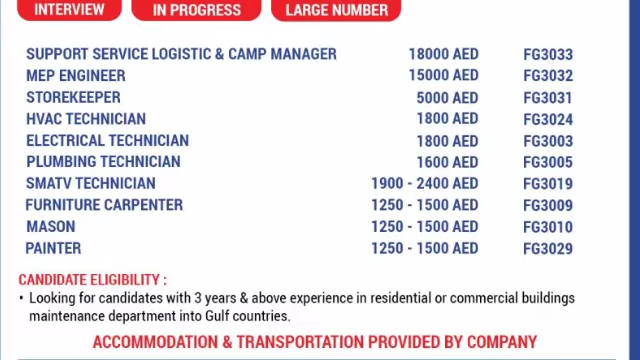 INTERVIEW IN PROGRESS LARGE NUMBER
SUPPORT SERVICE LOGISTIC & CAMP MANAGER 18000 AED FG3033
MEP ENGINEER 15000 AED FG3032
STOREKEEPER 5000 AED FG3031
HVAC TECHNICIAN 1800 AED FG3024
ELECTRICAL TECHNICIAN 1800 AED FG3003
PLUMBING TECHNICIAN 1600 AED FG3005
SMATV TECHNICIAN 1900 - 2400 AED FG3019
FURNITURE CARPENTER 1250 - 1500 AED FG3009
MASON 1250 - 1500 AED FG3010
PAINTER 1250 - 1500 AED FG3029
CANDIDATE ELIGIBILITY :
• Looking for candidates with 3 years & above experience in residential or commercial buildings
maintenance department into Gulf countries.
ACCOMMODATION & TRANSPORTATION PROVIDED BY COMPANY